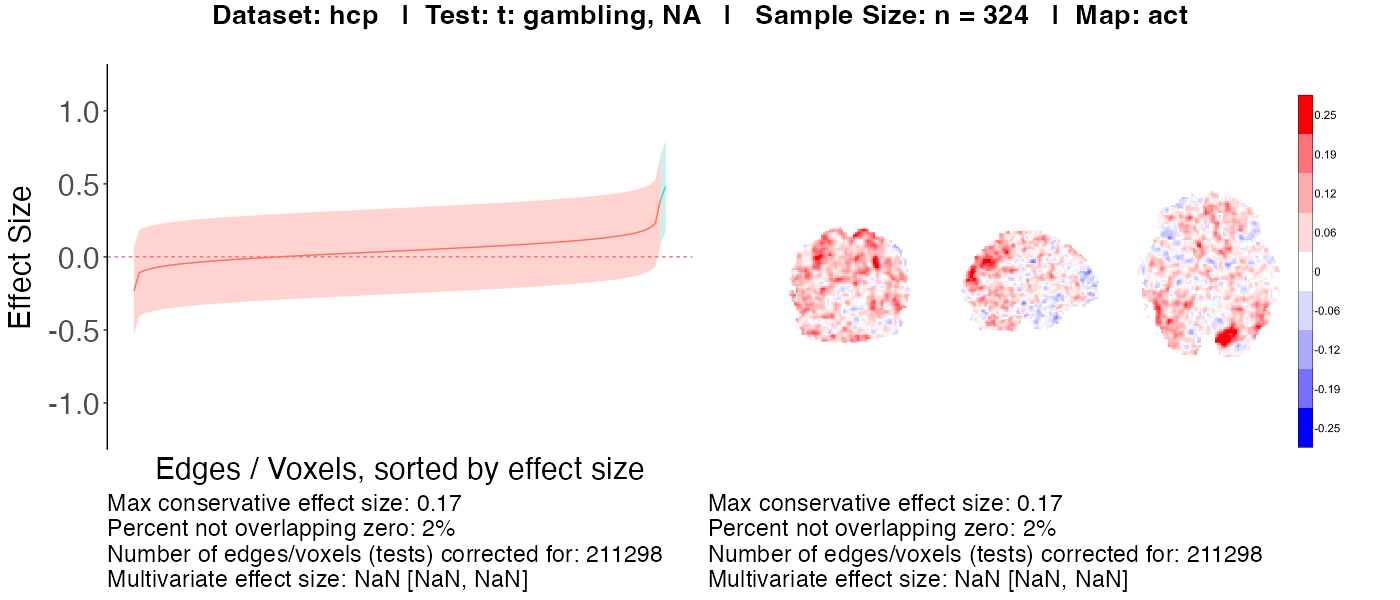 Dataset: hcp | Test: t: gambling, NA | Sample Size: n = 324 | Map: act
Effect Size
1.0
0.5
0.0
-0.5
-1.0
Edges / Voxels, sorted by effect size
Max conservative effect size: 0.17
Percent not overlapping zero: 2%
Number of edges/voxels (tests) corrected for: 211298
Multivariate effect size: NaN [NaN, NaN]
0.25
0.19
0.12
0.06
0
-0.06
-0.12
-0.19
-0.25
Max conservative effect size: 0.17
Percent not overlapping zero: 2%
Number of edges/voxels (tests) corrected for: 211298
Multivariate effect size: NaN [NaN, NaN]